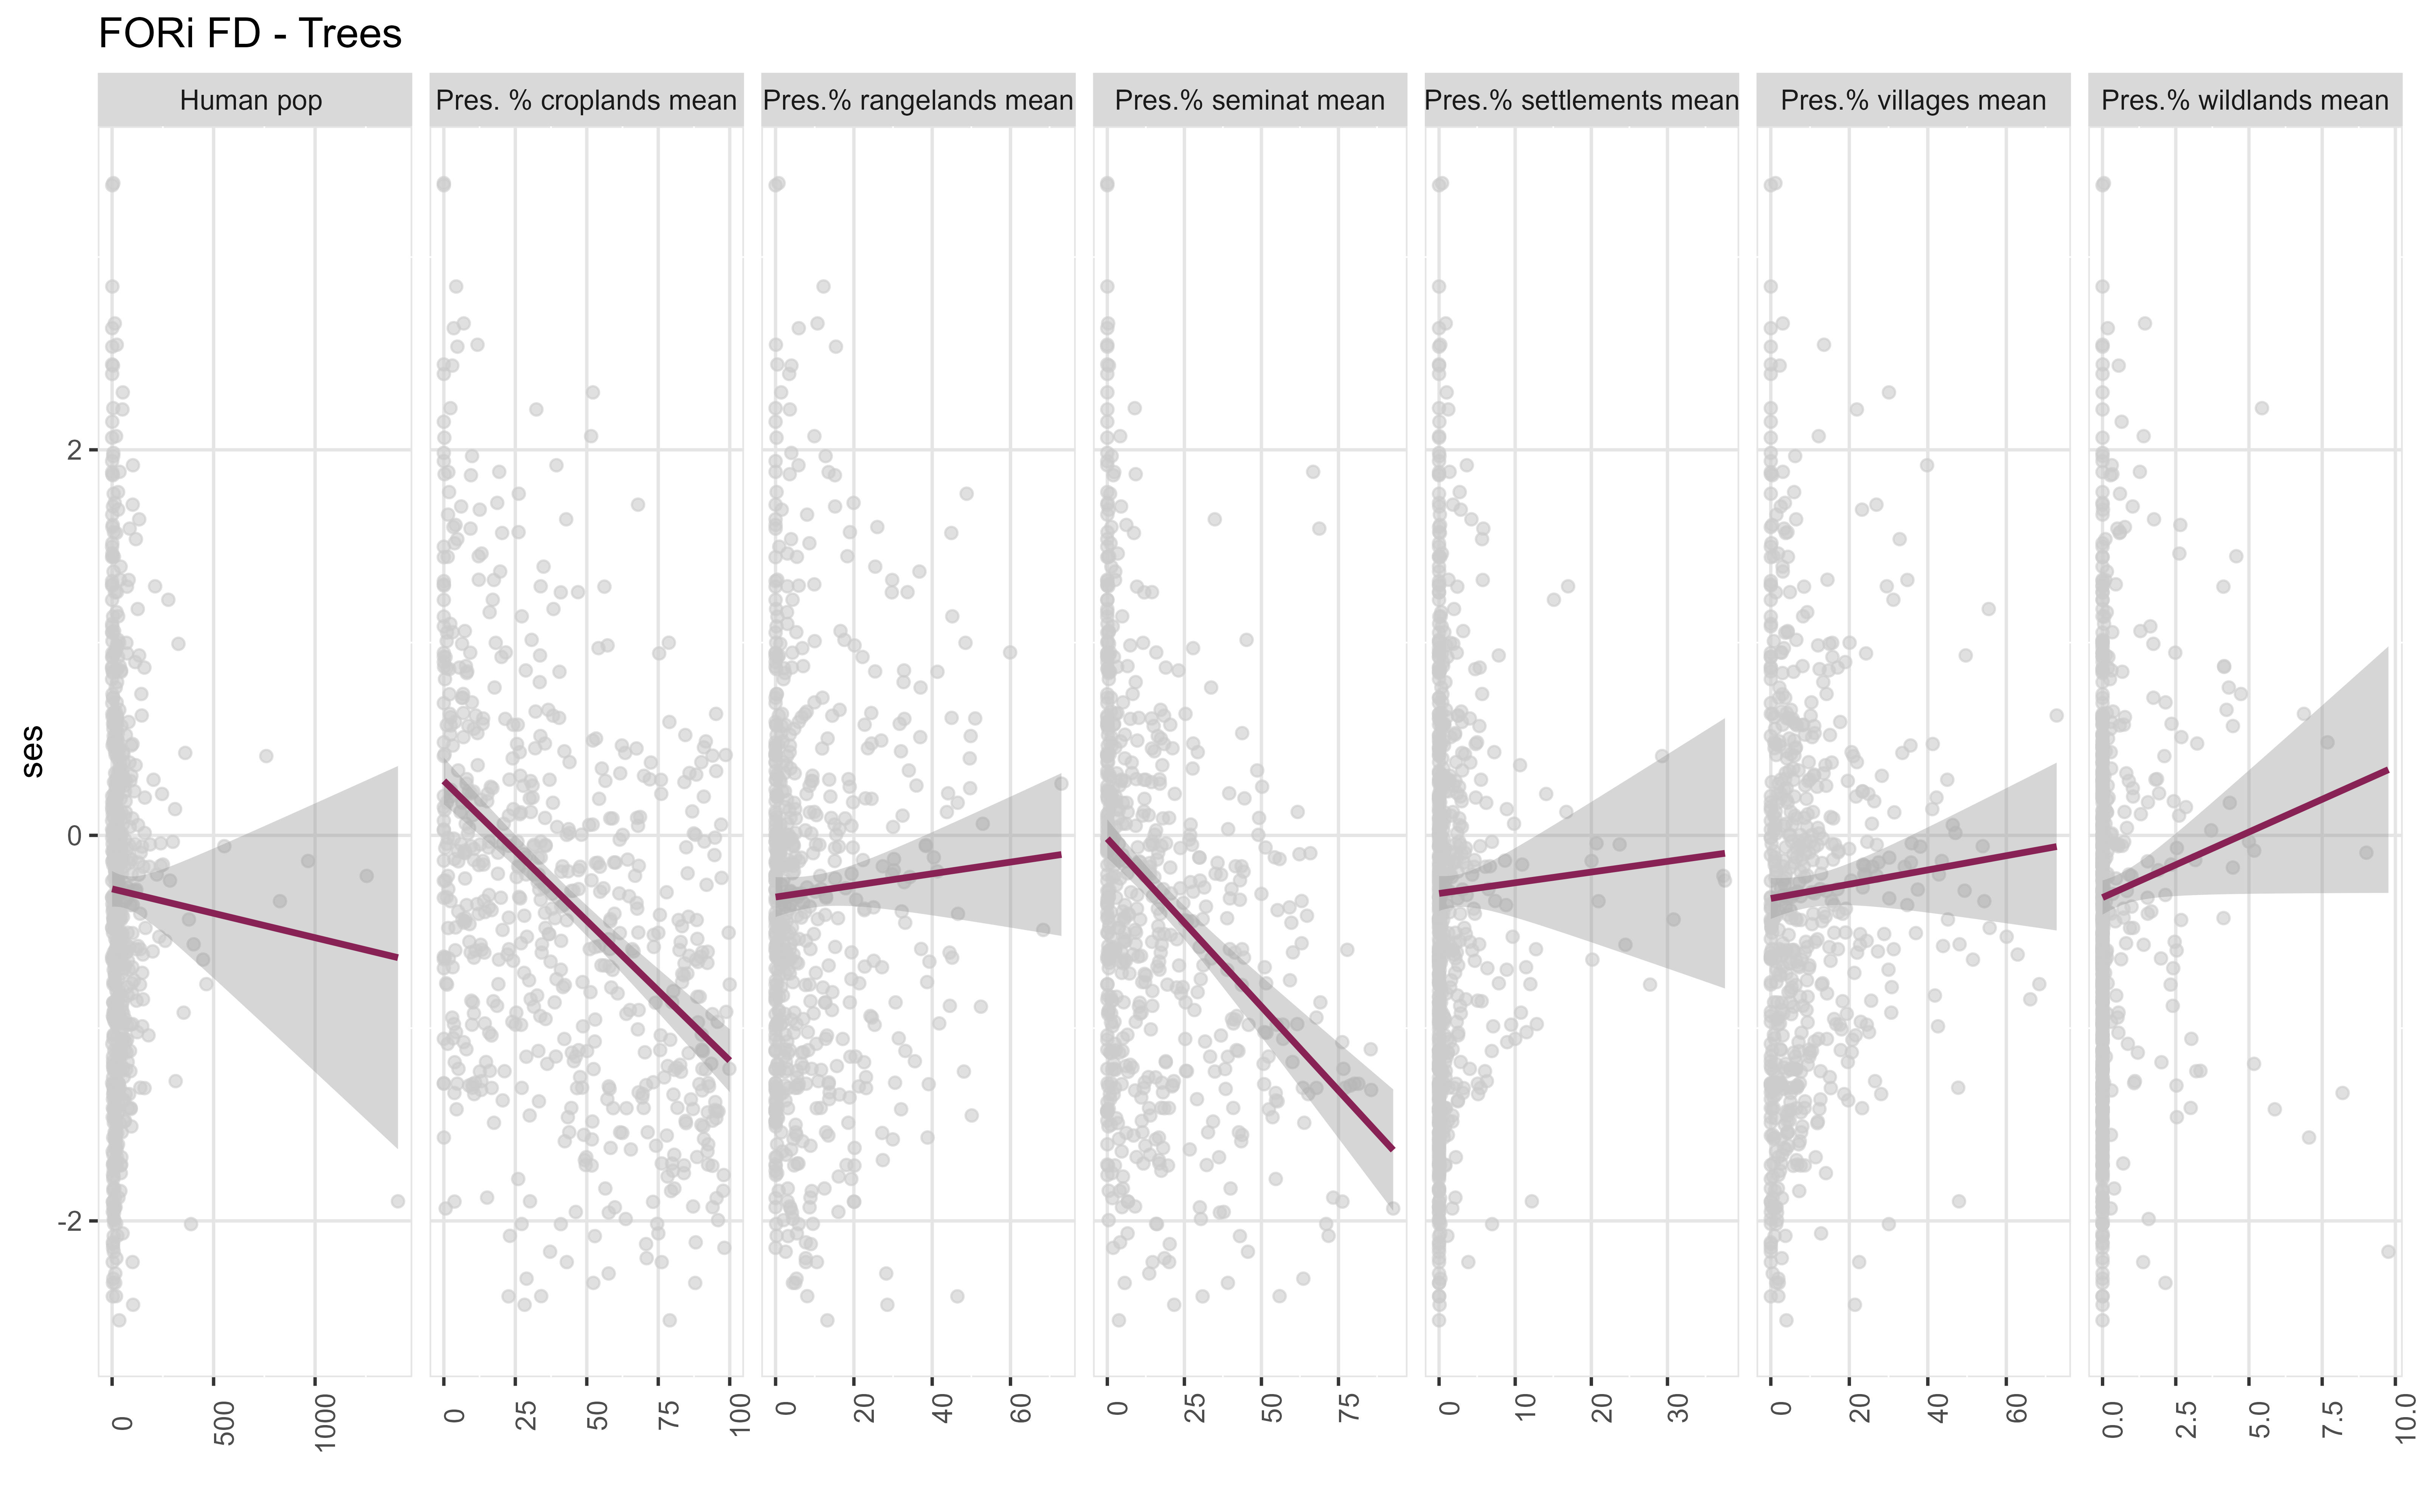 FORi FD - Trees
Human pop
Pres. % croplands mean
Pres.% rangelands mean
Pres.% seminat mean
Pres.% settlements mean
Pres.% villages mean
Pres.% wildlands mean
ses
2
0
-2
0 500 1000
0 25 50 75 100
0 20 40 60
0 25 50 75
0 10 20 30
0 20 40 60
0.0 2.5 5.0 7.5 10.0